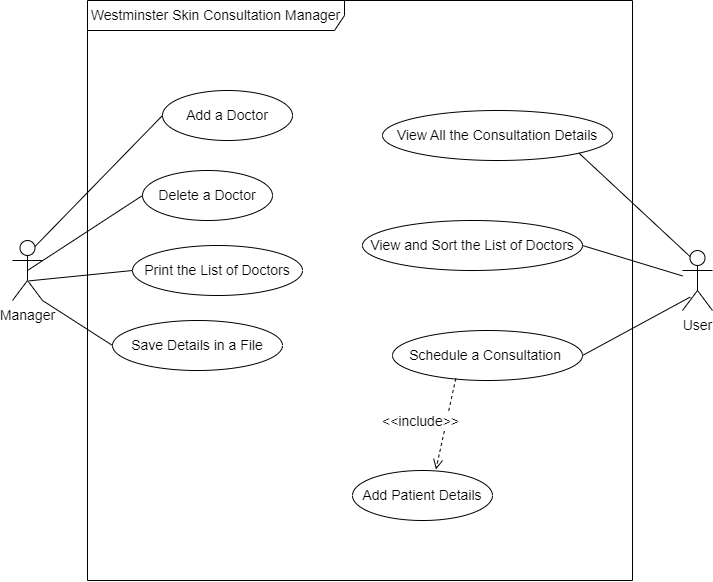 Westminster Skin Consultation Manager
Add a Doctor
View All the Consultation Details
Delete a Doctor
View and Sort the List of Doctors
Print the List of Doctors
Manager
User
Save Details in a File
Schedule a Consultation
<<include>>
Add Patient Details